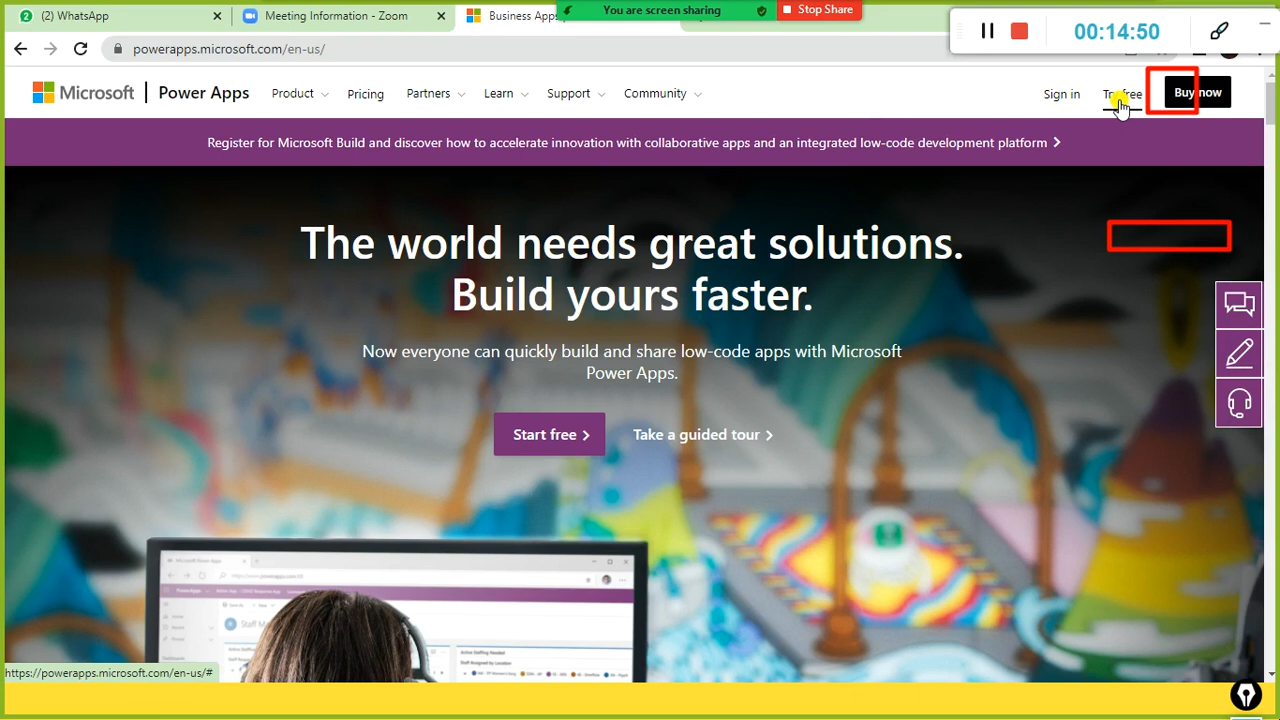 (2) WhatsApp
Meeting Information - Zoom
Business Apps
You are screen sharing
Stop Share
00:14:50
powerapps.microsoft.com/en-us/
Microsoft
Power Apps
Product
Pricing
Partners
Learn
Support
Community
Sign in
Try free
Buy now
Register for Microsoft Build and discover how to accelerate innovation with collaborative apps and an integrated low-code development platform
The world needs great solutions.
Build yours faster.
Now everyone can quickly build and share low-code apps with Microsoft
Power Apps.
Start free
Take a guided tour
https://powerapps.microsoft.com/en-us/#